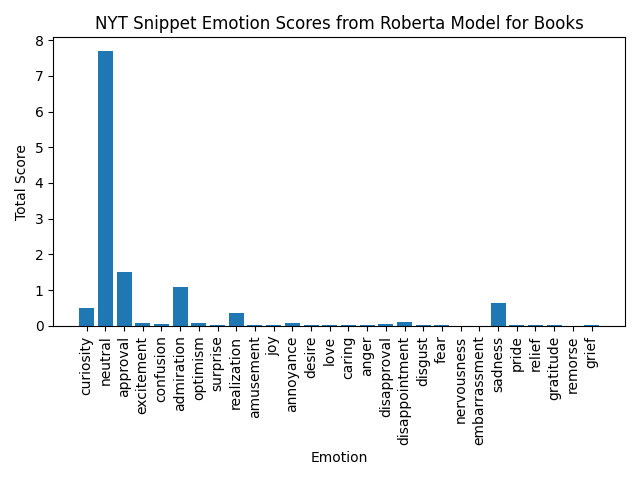 NYT Snippet Emotion Scores from Roberta Model for Books
8
7
6
5
4
3
2
1
0
Total Score
curiosity
neutral
approval
excitement
confusion
admiration
optimism
surprise
realization
amusement
joy
annoyance
desire
love
caring
anger
disapproval
disappointment
disgust
fear
nervousness
embarrassment
sadness
pride
relief
gratitude
remorse
grief
Emotion